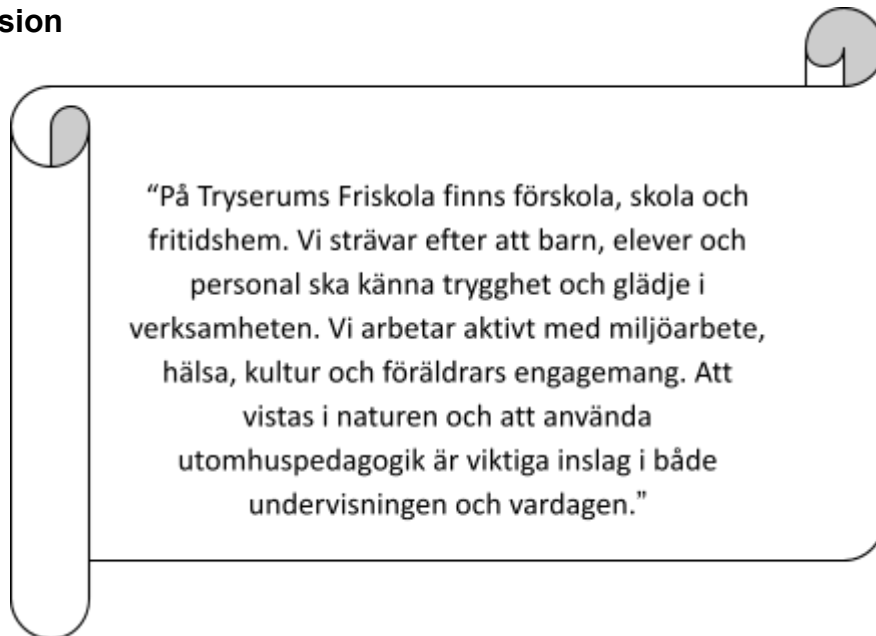 sion
“På Tryserums Friskola finns förskola, skola och
fritidshem. Vi strävar efter att barn, elever och
personal ska känna trygghet och glädje i
verksamheten. Vi arbetar aktivt med miljöarbete,
hälsa, kultur och föräldrars engagemang. Att
vistas i naturen och att använda
utomhuspedagogik är viktiga inslag i både
undervisningen och vardagen.”